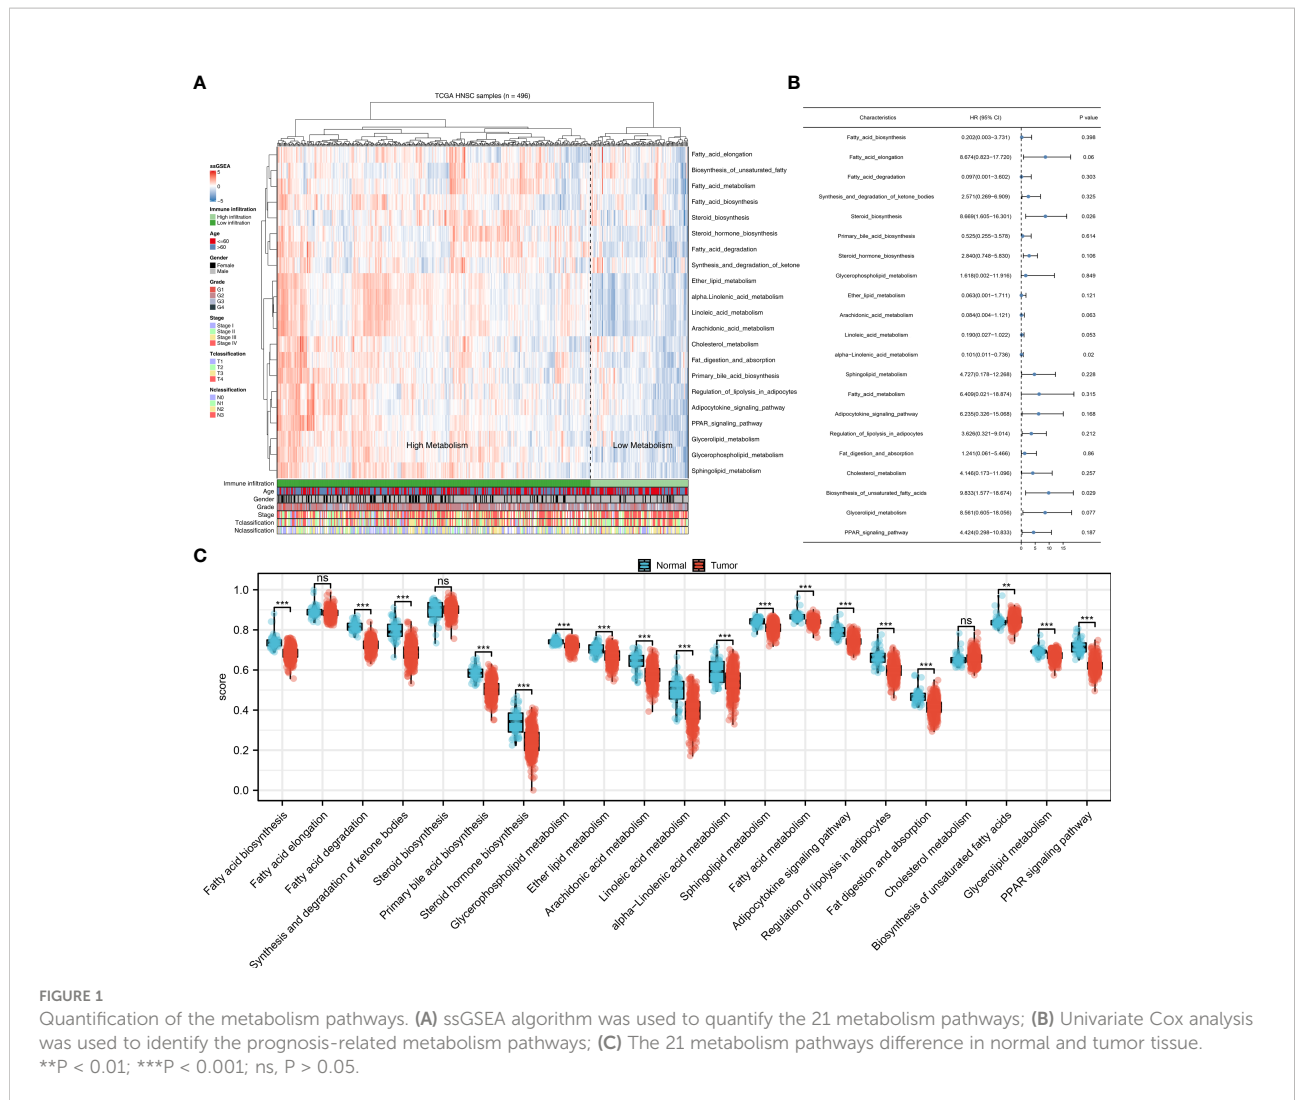 A
TCGA HNSC samples (n = 496)
ssGSEA
5
0
−5
Immune infiltration
High infiltration
Low infiltration
Age
<=60
>60
Gender
Female
Male
Grade
G1
G2
G3
G4
Stage
Stage I
Stage II
Stage III
Stage IV
Tclassification
T1
T2
T3
T4
Nclassification
N0
N1
N2
N3
Fatty_acid_elongation
Biosynthesis_of_unsaturated_fatty
Fatty_acid_metabolism
Fatty_acid_biosynthesis
Steroid_biosynthesis
Steroid_hormone_biosynthesis
Fatty_acid_degradation
Synthesis_and_degradation_of_ketone
Ether_lipid_metabolism
alpha.Linolenic_acid_metabolism
Linoleic_acid_metabolism
Arachidonic_acid_metabolism
Cholesterol_metabolism
Fat_digestion_and_absorption
Primary_bile_acid_biosynthesis
Regulation_of_lipolysis_in_adipocytes
Adipocytokine_signaling_pathway
PPAR_signaling_pathway
Glycerolipid_metabolism
Glycerophospholipid_metabolism
Sphingolipid_metabolism
High Metabolism
Low Metabolism
Immune infiltration
Age
Gender
Grade
Stage
Tclassification
Nclassification
B
Characteristics HR (95% CI) P value
Fatty_acid_biosynthesis 0.202(0.003−3.731) 0.398
Fatty_acid_elongation 8.674(0.823−17.720) 0.06
Fatty_acid_degradation 0.097(0.001−3.602) 0.303
Synthesis_and_degradation_of_ketone_bodies 2.571(0.269−6.909) 0.325
Steroid_biosynthesis 8.669(1.605−16.301) 0.026
Primary_bile_acid_biosynthesis 0.525(0.255−3.578) 0.614
Steroid_hormone_biosynthesis 2.840(0.748−5.830) 0.106
Glycerophospholipid_metabolism 1.618(0.002−11.916) 0.849
Ether_lipid_metabolism 0.063(0.001−1.711) 0.121
Arachidonic_acid_metabolism 0.084(0.004−1.121) 0.063
Linoleic_acid_metabolism 0.190(0.027−1.022) 0.053
alpha−Linolenic_acid_metabolism 0.101(0.011−0.736) 0.02
Sphingolipid_metabolism 4.727(0.178−12.268) 0.228
Fatty_acid_metabolism 6.409(0.021−18.874) 0.315
Adipocytokine_signaling_pathway 6.235(0.326−15.068) 0.168
Regulation_of_lipolysis_in_adipocytes 3.626(0.321−9.014) 0.212
Fat_digestion_and_absorption 1.241(0.061−5.466) 0.86
Cholesterol_metabolism 4.146(0.173−11.096) 0.257
Biosynthesis_of_unsaturated_fatty_acids 9.833(1.577−18.674) 0.029
Glycerolipid_metabolism 8.561(0.605−18.056) 0.077
PPAR_signaling_pathway 4.424(0.298−10.833) 0.187
0 5 10 15
C
Normal Tumor
score
1.0
0.8
0.6
0.4
0.2
0.0
*** ns *** *** ns *** *** *** *** *** *** *** *** *** *** *** *** ns ** *** ***
Fatty acid biosynthesis
Fatty acid elongation
Fatty acid degradation
Synthesis and degradation of ketone bodies
Steroid biosynthesis
Primary bile acid biosynthesis
Steroid hormone biosynthesis
Glycerophospholipid metabolism
Ether lipid metabolism
Arachidonic acid metabolism
Linoleic acid metabolism
alpha−Linolenic acid metabolism
Sphingolipid metabolism
Fatty acid metabolism
Adipocytokine signaling pathway
Regulation of lipolysis in adipocytes
Fat digestion and absorption
Cholesterol metabolism
Biosynthesis of unsaturated fatty acids
Glycerolipid metabolism
PPAR signaling pathway
FIGURE 1
Quantification of the metabolism pathways. (A) ssGSEA algorithm was used to quantify the 21 metabolism pathways; (B) Univariate Cox analysis
was used to identify the prognosis-related metabolism pathways; (C) The 21 metabolism pathways difference in normal and tumor tissue.
**P < 0.01; ***P < 0.001; ns, P > 0.05.